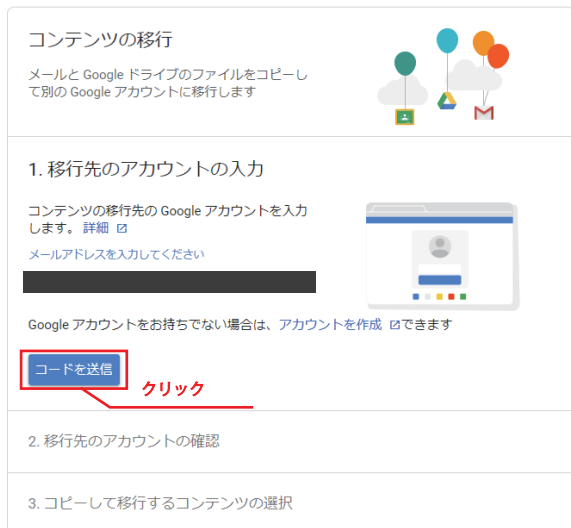 コンテンツの移行
メールと Google ドライブのファイルをコピーし
て別の Google アカウントに移行します
1. 移行先のアカウントの入力
コンテンツの移行先の Google アカウントを入力
します。 詳細
メールアドレスを入力してください
Google アカウントをお持ちでない場合は、アカウントを作成 できます
コードを送信
クリック
2. 移行先のアカウントの確認
3. コピーして移行するコンテンツの選択